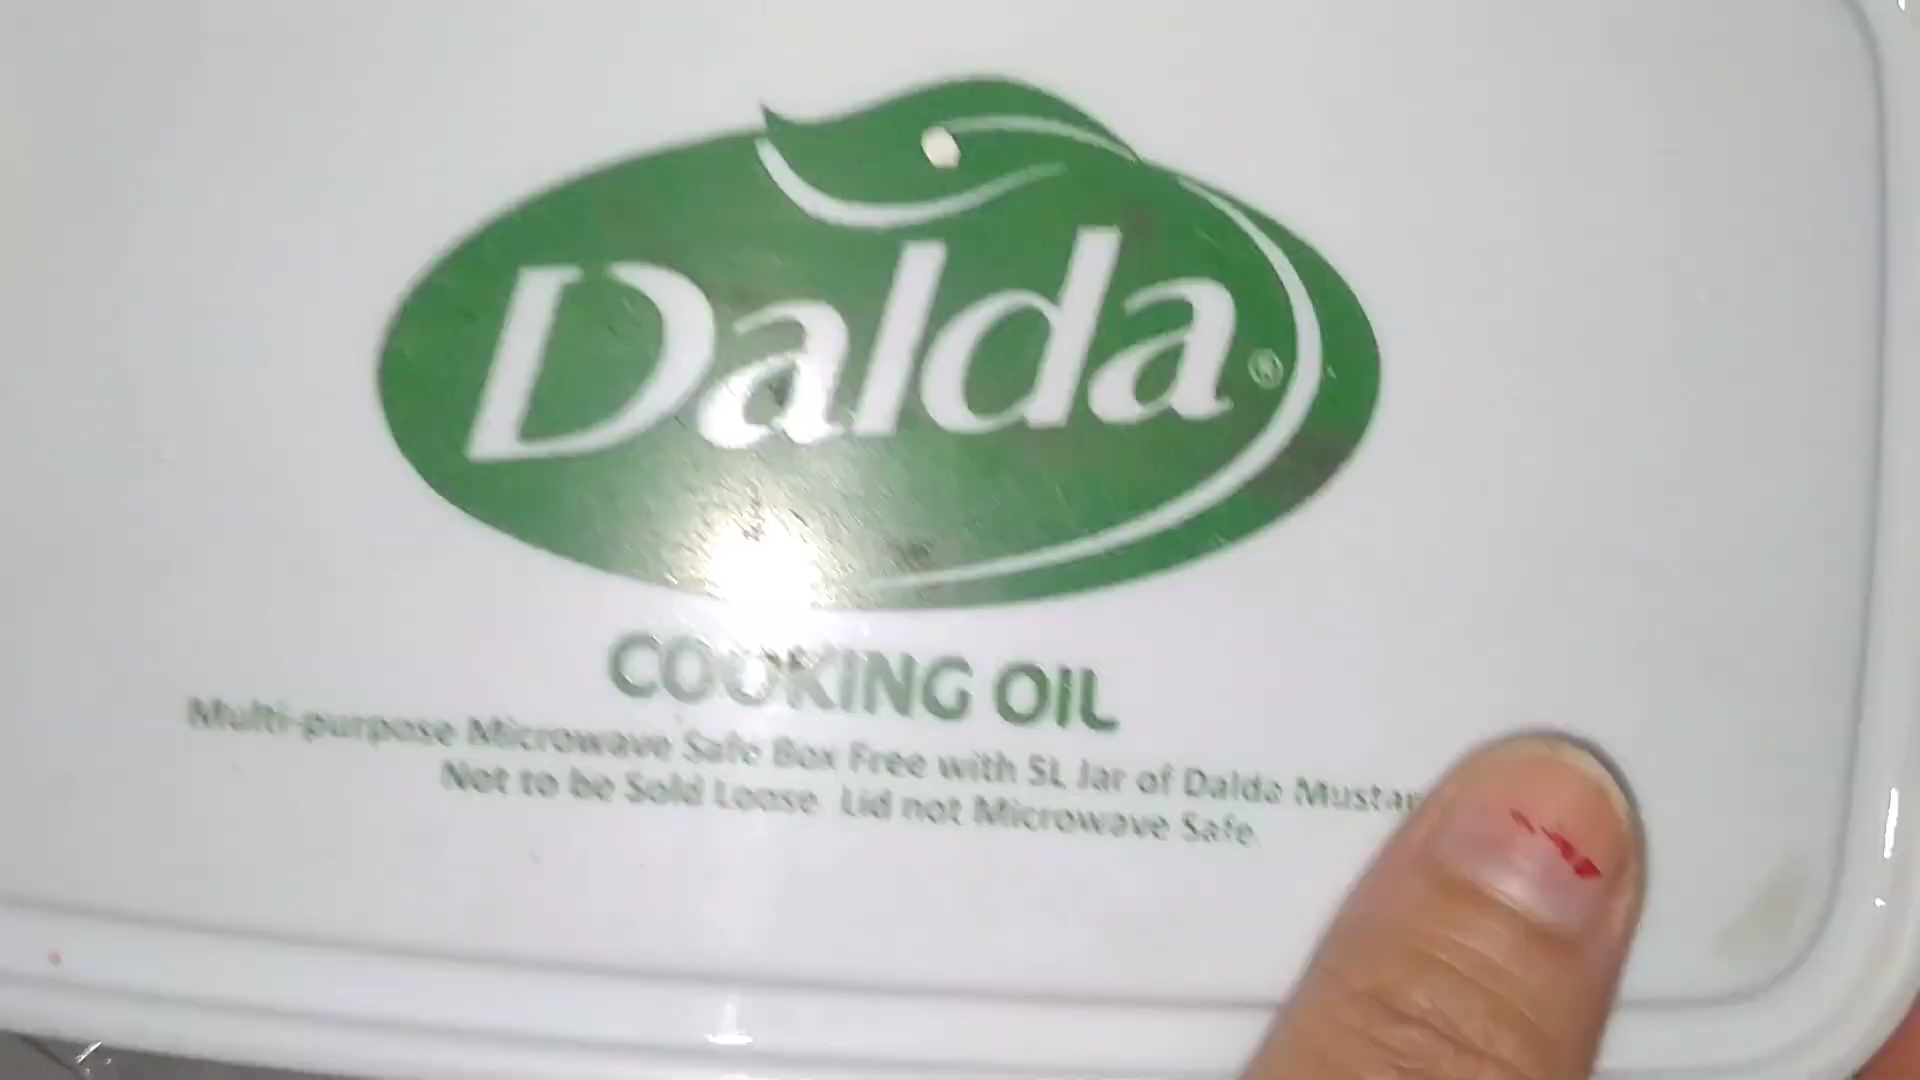 Dalda®
COOKING OIL
Multi-purpose Microwave Safe Box Free with 5L Jar of Dalda Mustar
Not to be Sold Loose Lid not Microwave Safe